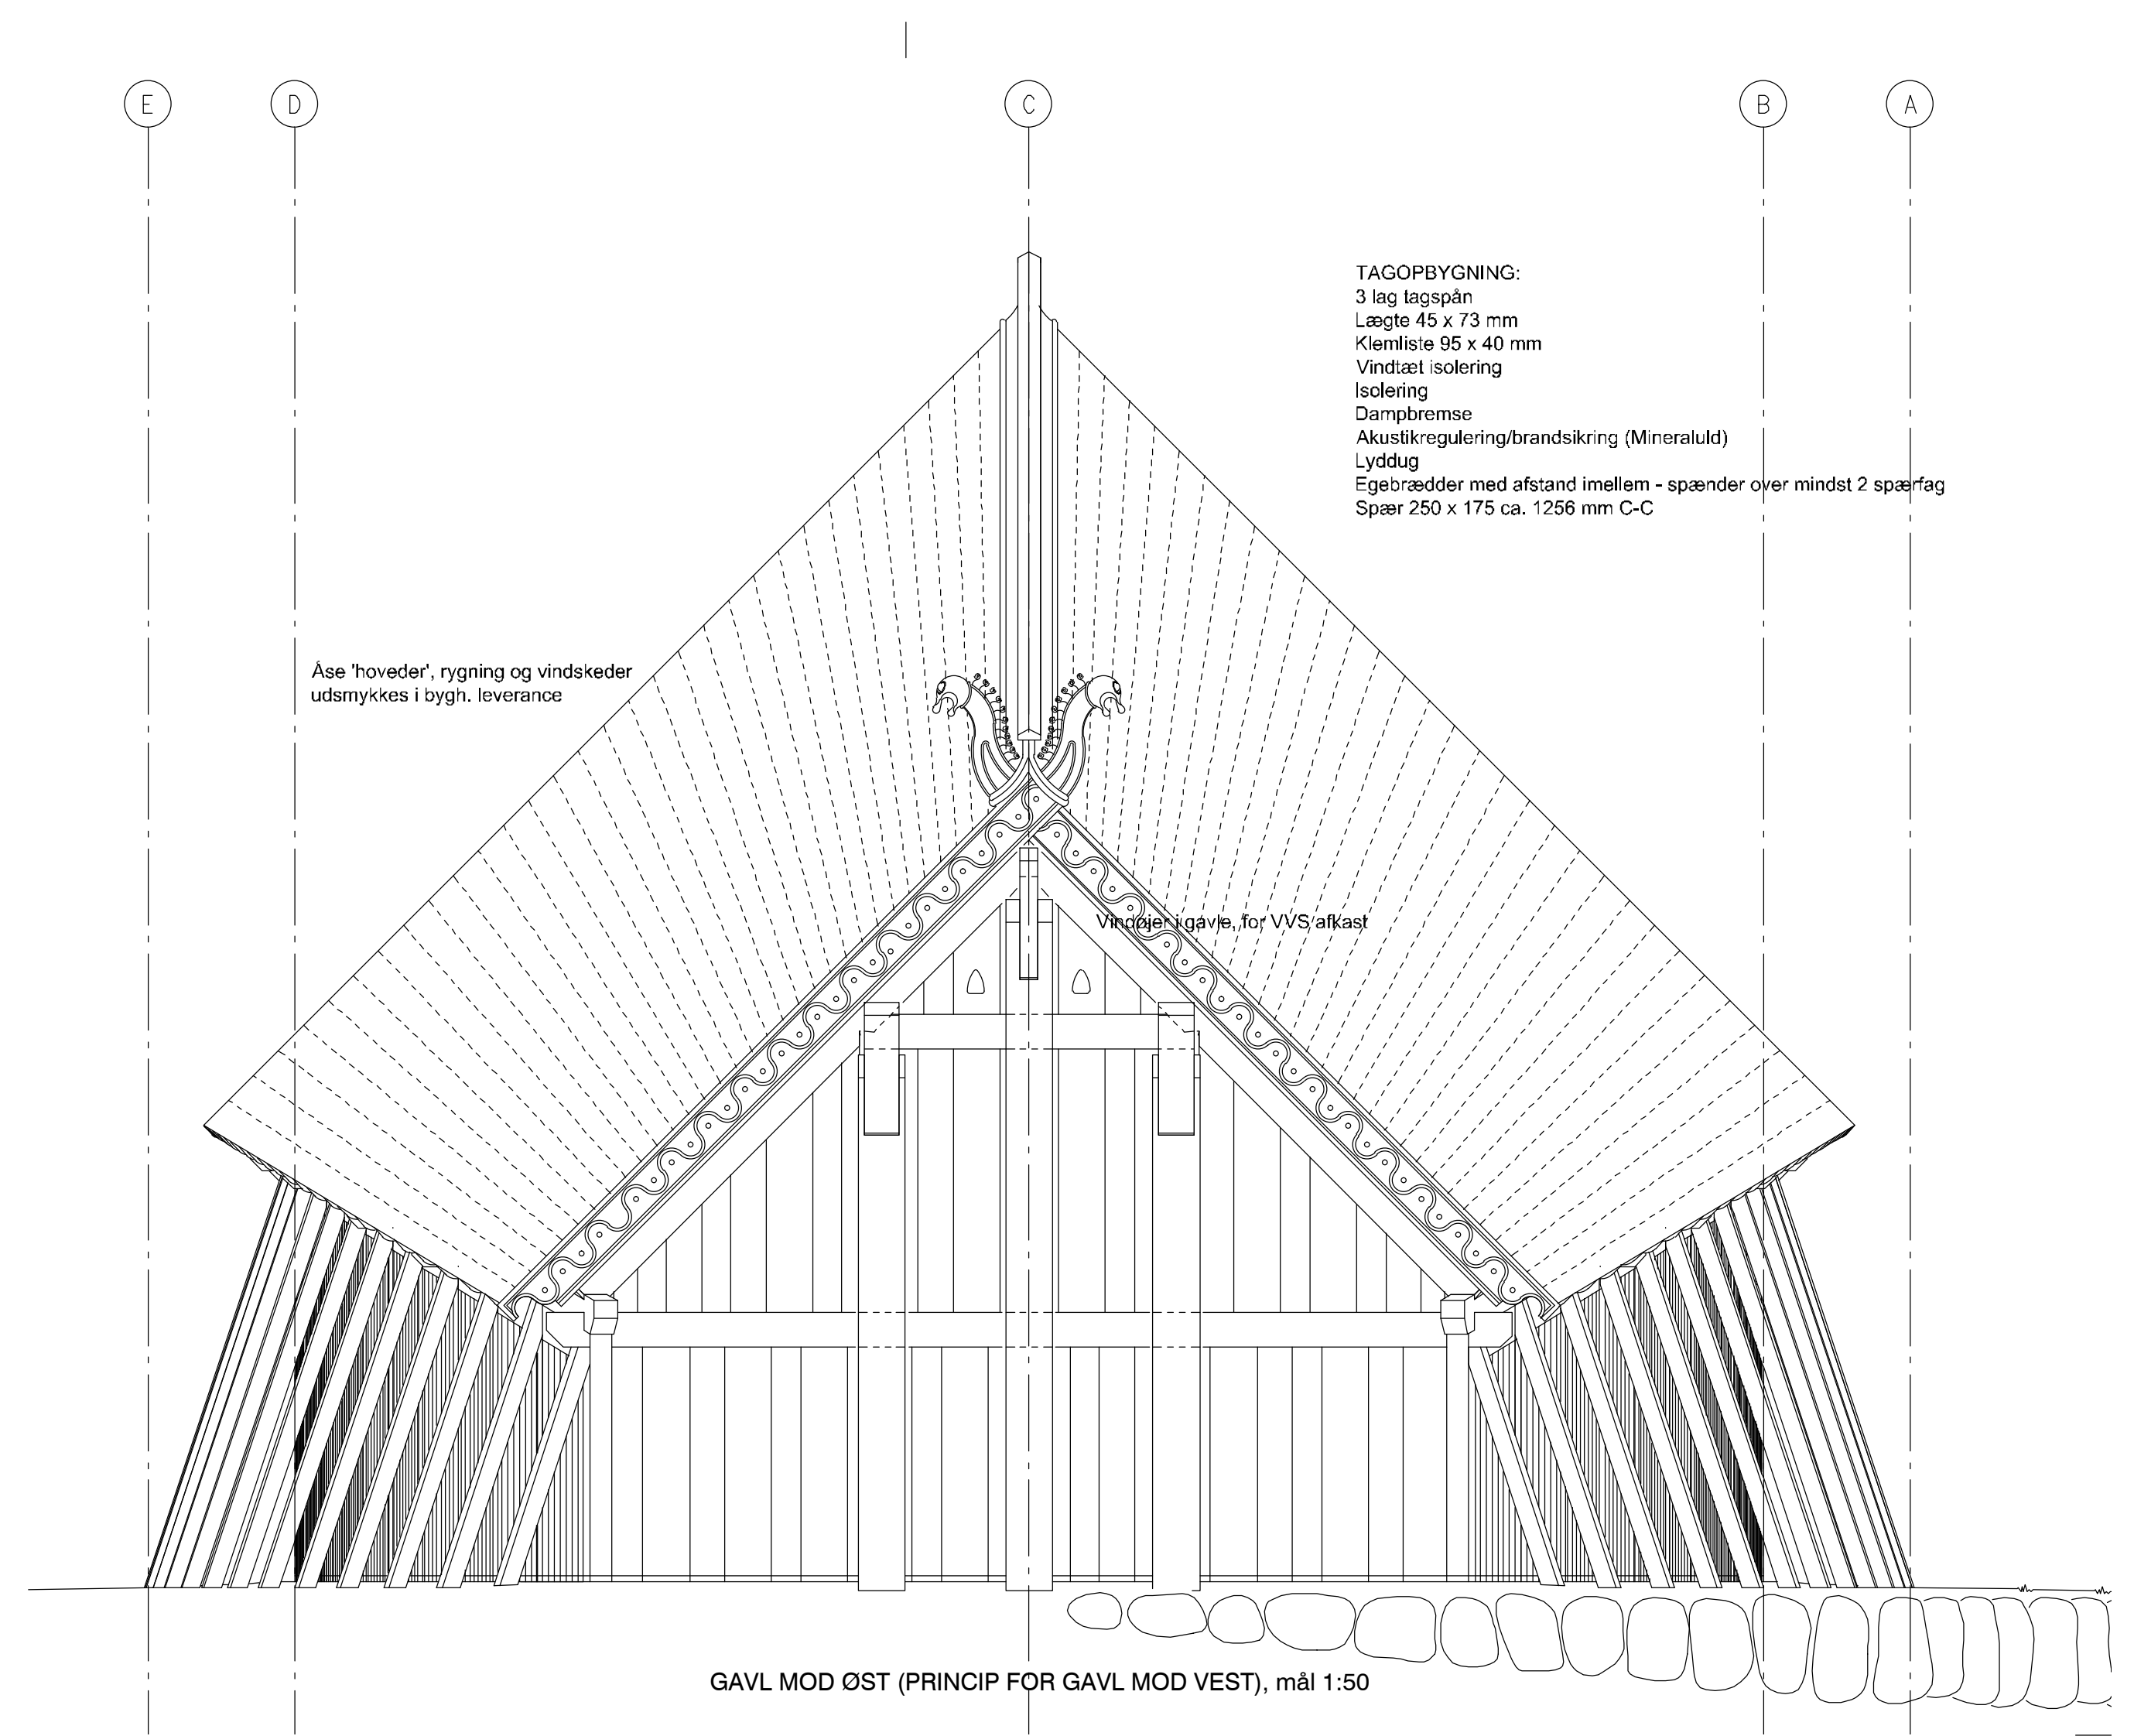 E
D
C
B
A
TAGOPBYGNING:
3 lag tagspån
Lægte 45 x 73 mm
Klemliste 95 x 40 mm
Vindtæt isolering
Isolering
Dampbremse
Akustikregulering/brandsikring (Mineraluld)
Lyddug
Egebrædder med afstand imellem - spænder over mindst 2 spærfag
Spær 250 x 175 ca. 1256 mm C-C
Åse 'hoveder', rygning og vindskeder
udsmykkes i bygh. leverance
Vindøjer i gavle, for VVS afkast
GAVL MOD ØST (PRINCIP FOR GAVL MOD VEST), mål 1:50